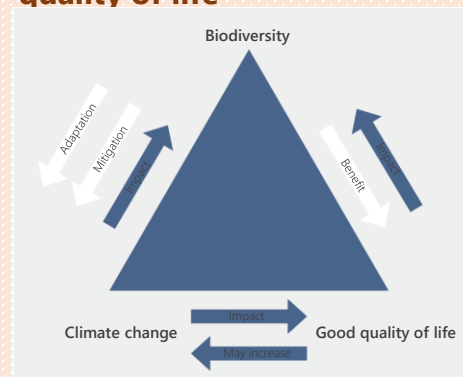 quality of life
Biodiversity
Adaptation
Mitigation
Impact
Benefit
Impact
Climate change
Impact
Good quality of life
May increase